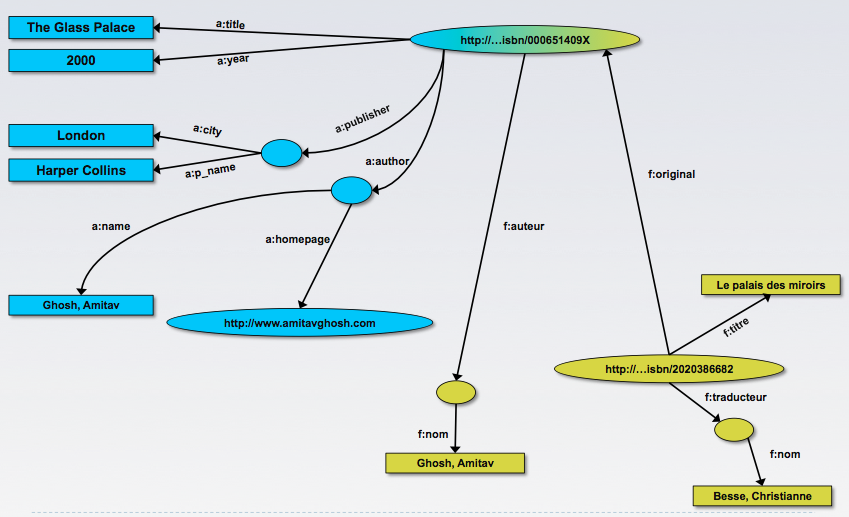 The Glass Palace
a:title
http://...isbn/000651409X
2000
a:year
a:publisher
London
a:city
Harper Collins
a:p_name
a:author
f:original
a:name
f:auteur
a:homepage
Le palais des miroirs
Ghosh, Amitav
http://www.amitavghosh.com
f:titre
http://...isbn/2020386682
f:traducteur
f:nom
f:nom
Ghosh, Amitav
Besse, Christianne